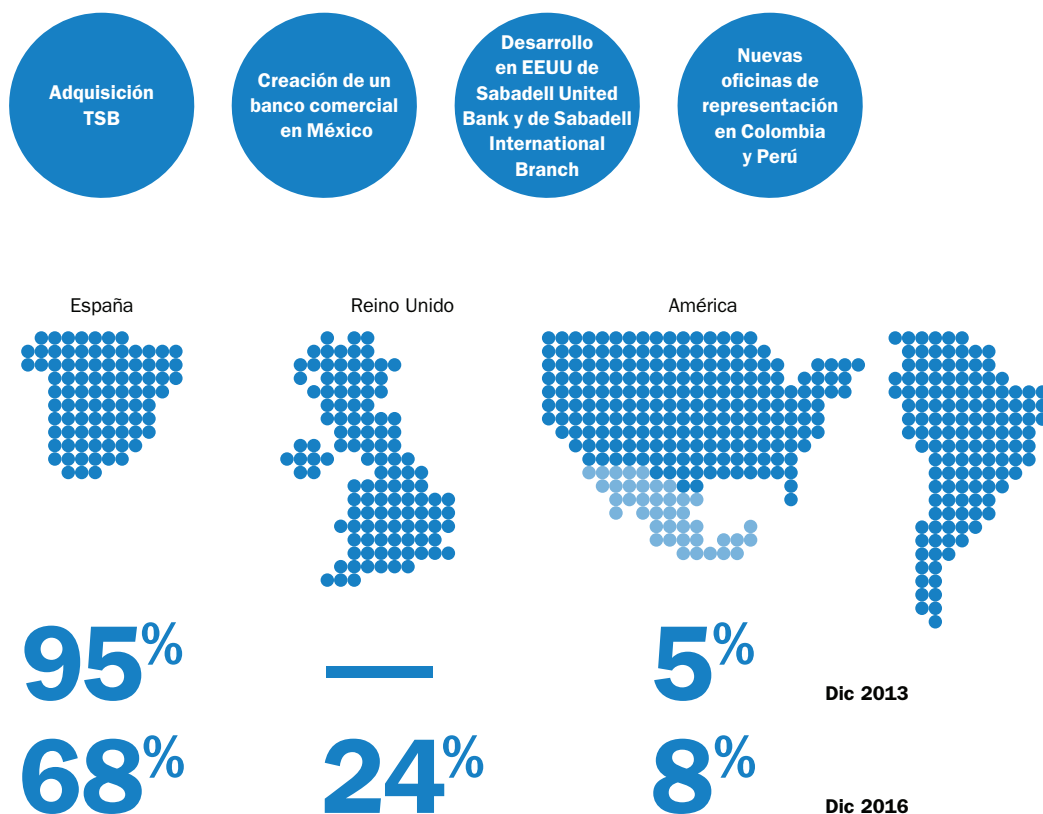 Adquisición
TSB
Creación de un
banco comercial
en México
Desarrollo
en EEUU de
Sabadell United
Bank y de Sabadell
International
Branch
Nuevas
oficinas de
representación
en Colombia
y Perú
España
Reino Unido
América
95%
—
5%
Dic 2013
68%
24%
8%
Dic 2016